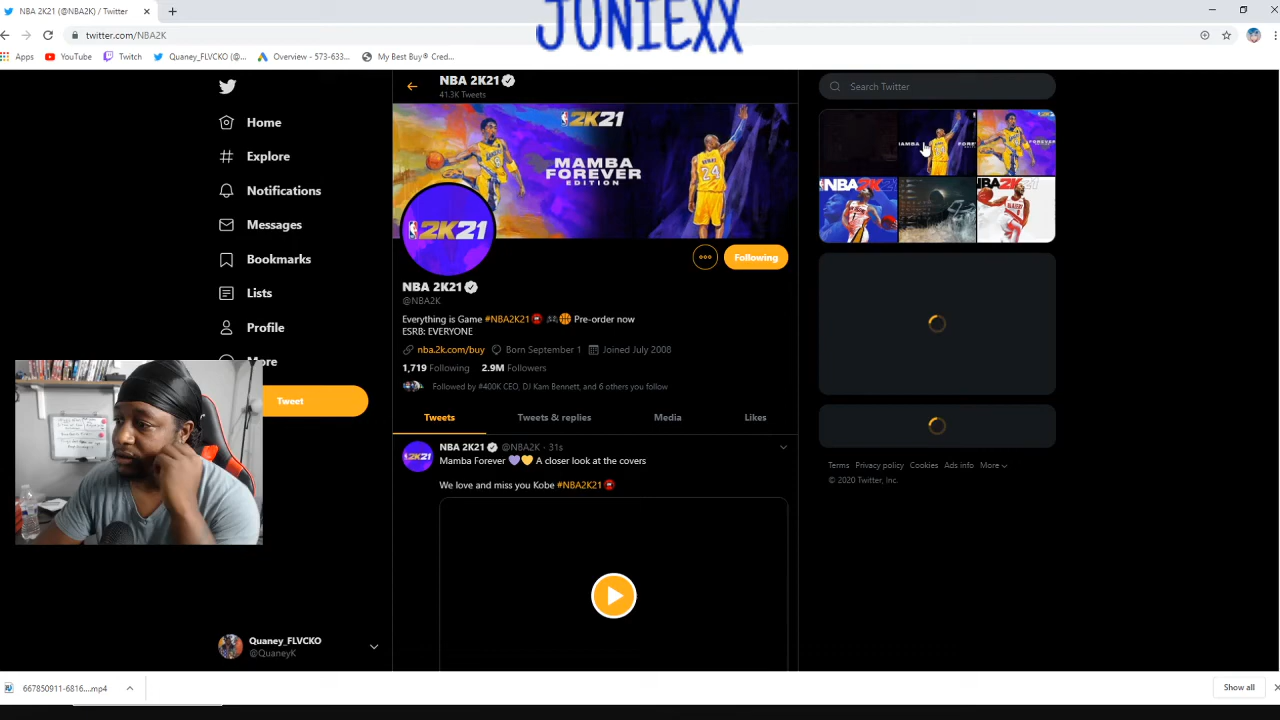 JUNIEXX
NBA 2K21 (@NBA2K) / Twitter
twitter.com/NBA2K
Apps
YouTube
Twitch
Quaney_FLVCKO (@...
Overview - 573-633...
My Best Buy® Cred...
NBA 2K21
41.3K Tweets
2K21
MAMBA
FOREVER
EDITION
24
2K21
Following
NBA 2K21
@NBA2K
Everything is Game #NBA2K21 Pre-order now
ESRB: EVERYONE
nba.2k.com/buy Born September 1 Joined July 2008
1,719 Following 2.9M Followers
Followed by #400K CEO, DJ Kam Bennett, and 6 others you follow
Tweets
Tweets & replies
Media
Likes
NBA 2K21 @NBA2K · 31s
Mamba Forever 💜💛 A closer look at the covers
We love and miss you Kobe #NBA2K21
Home
Explore
Notifications
Messages
Bookmarks
Lists
Profile
More
Tweet
Quaney_FLVCKO
@QuaneyK
Search Twitter
Terms Privacy policy Cookies Ads info More
© 2020 Twitter, Inc.
667850911-6816....mp4
Show all